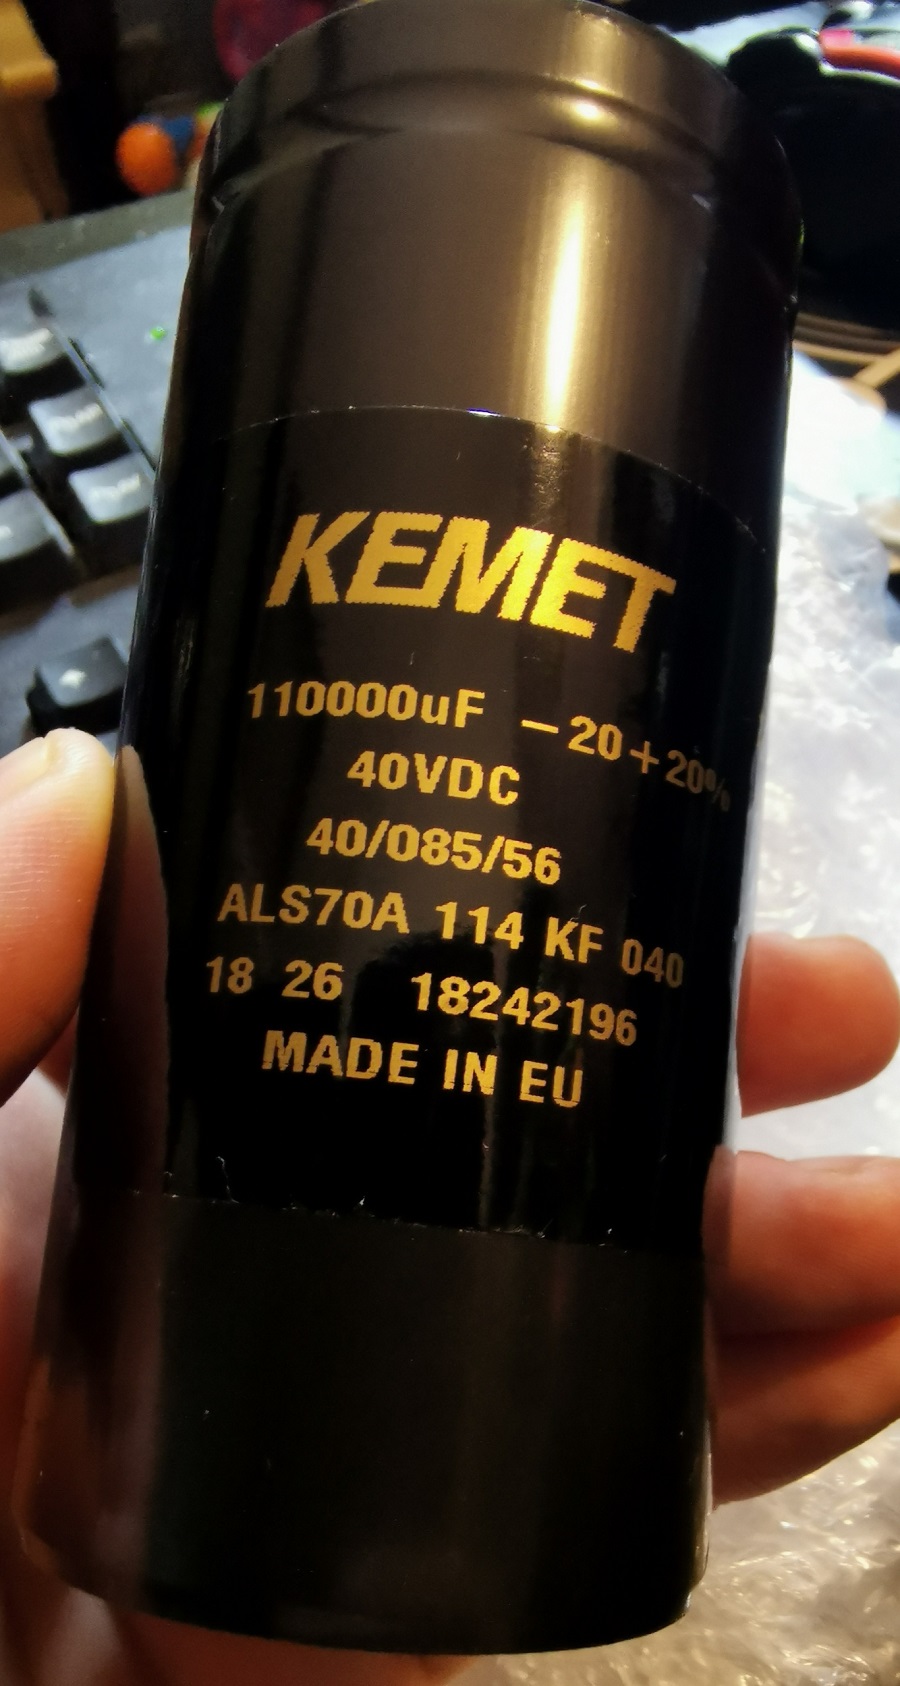 KEMET
110000uF -20+20%
40VDC
40/085/56
ALS70A 114 KF 040
18 26 18242196
MADE IN EU